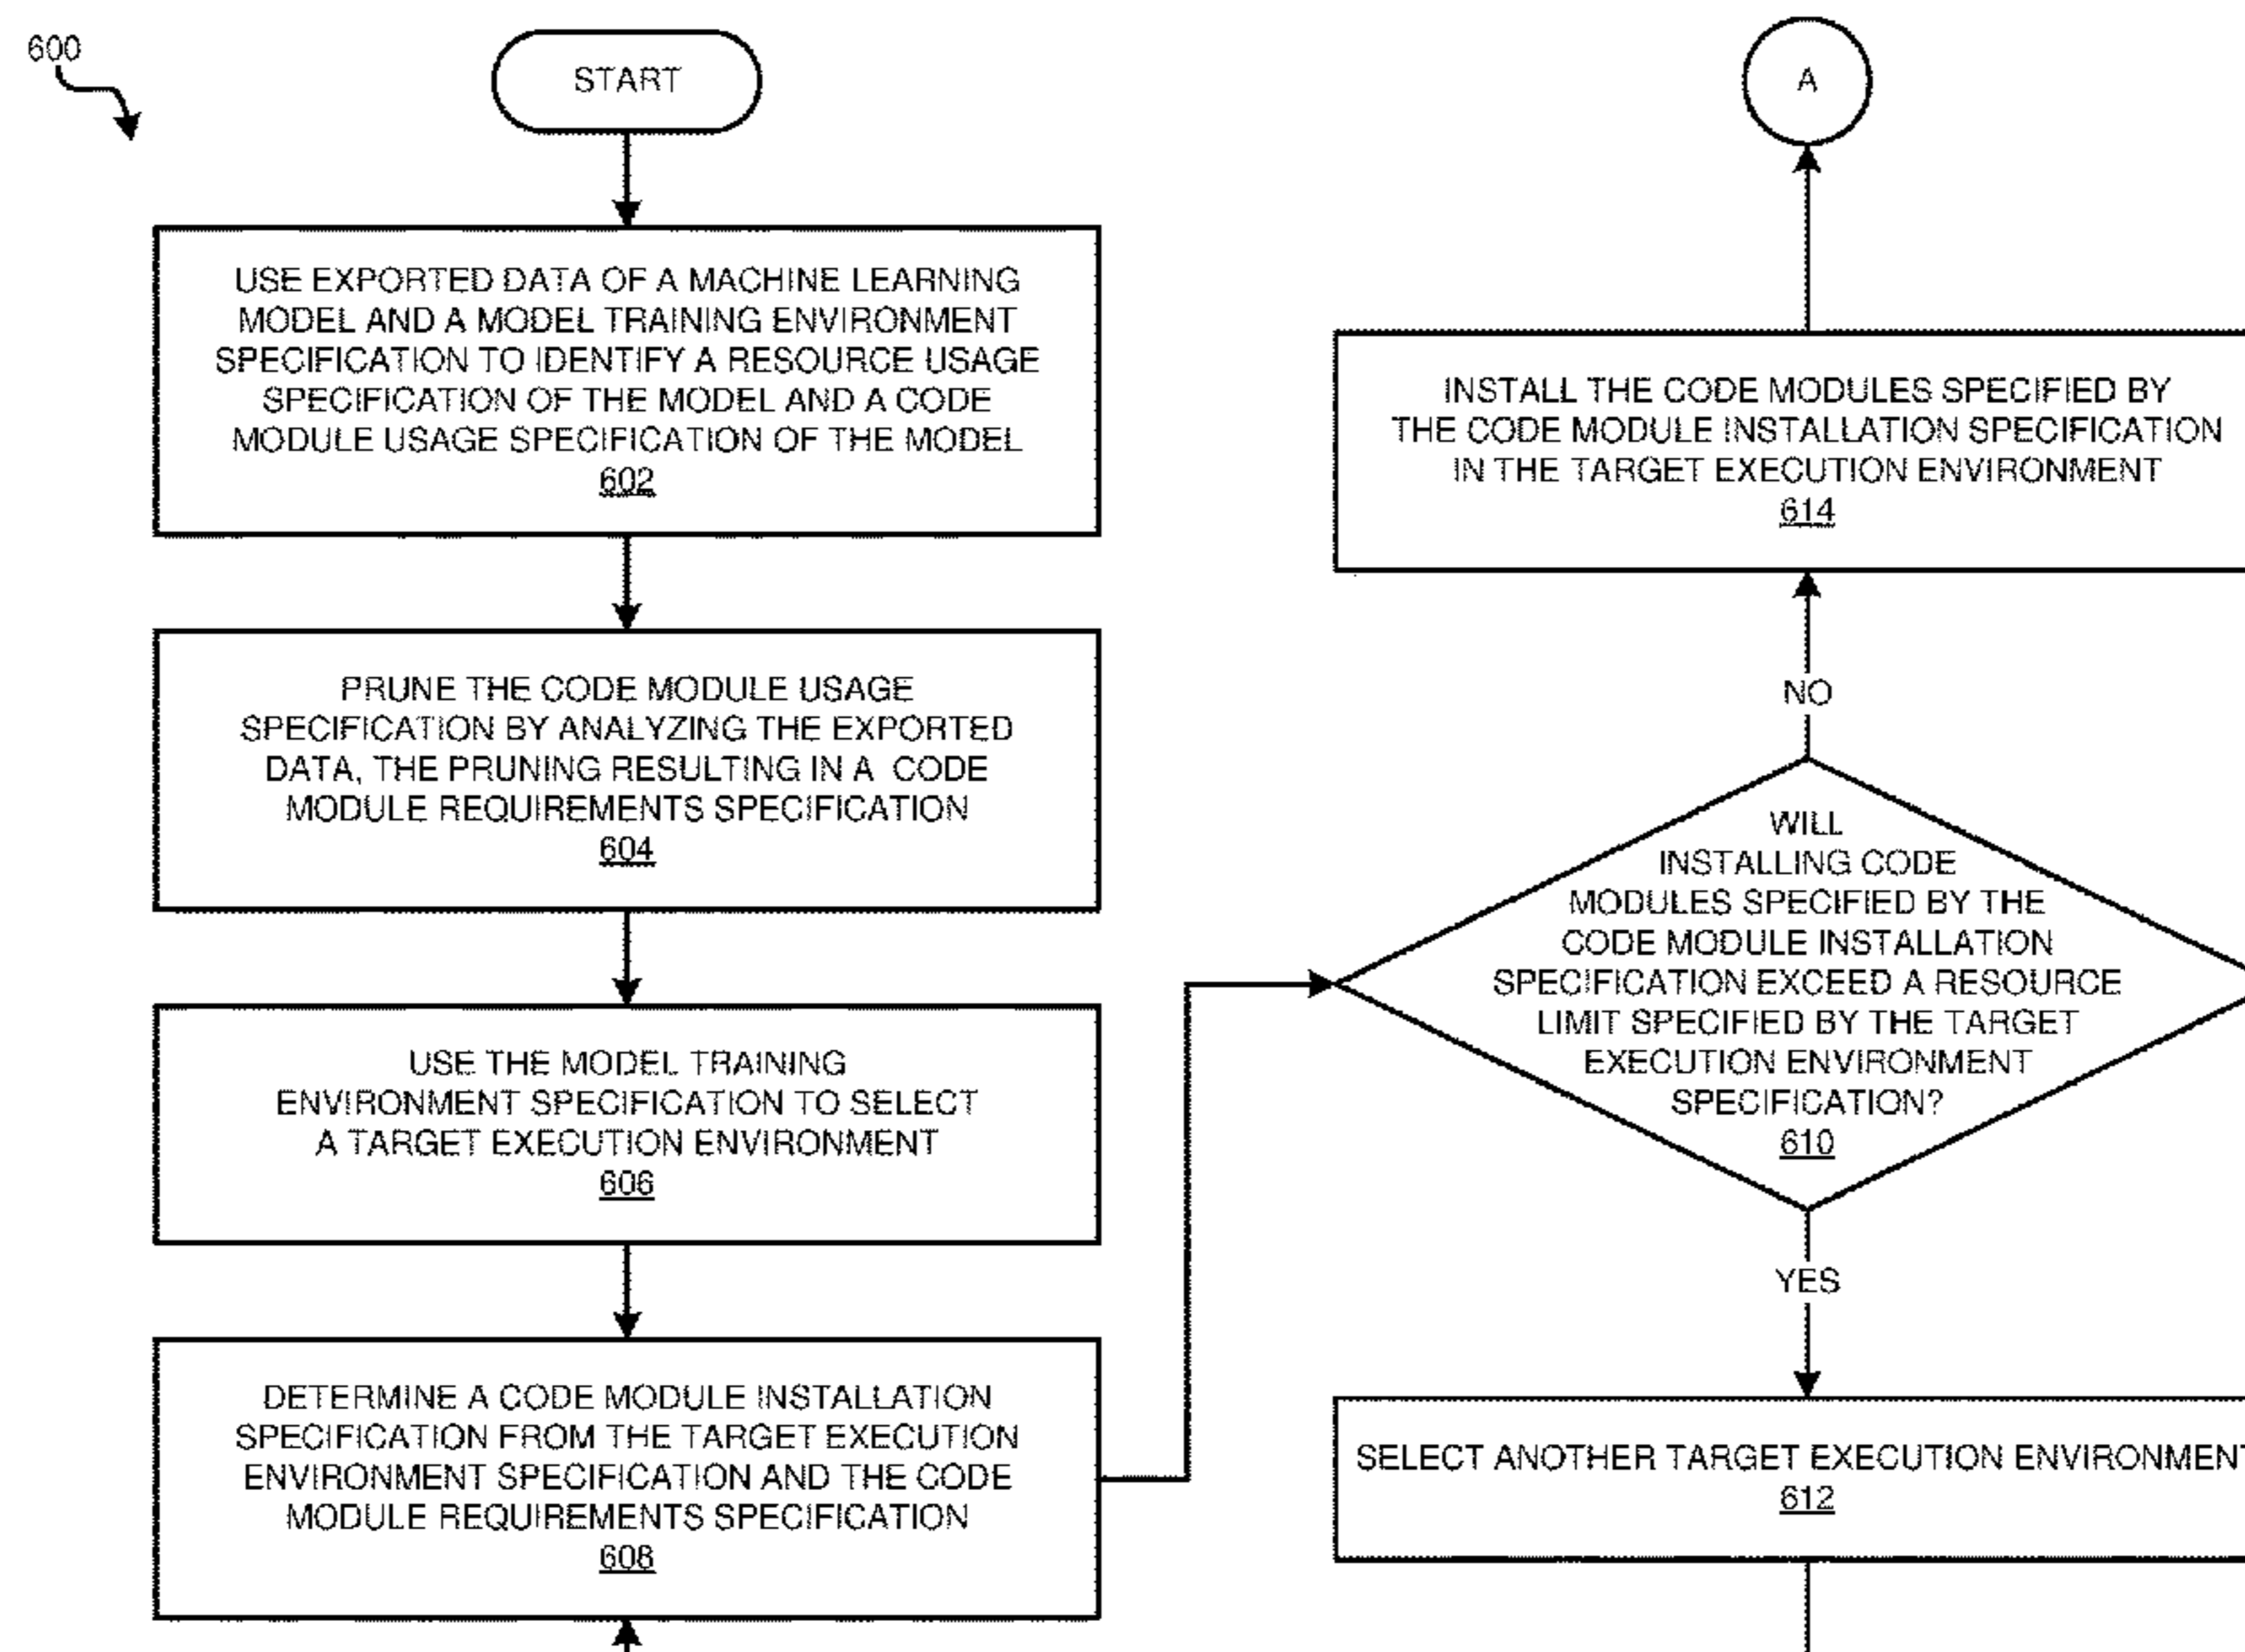 600
START
USE EXPORTED DATA OF A MACHINE LEARNING
MODEL AND A MODEL TRAINING ENVIRONMENT
SPECIFICATION TO IDENTIFY A RESOURCE USAGE
SPECIFICATION OF THE MODEL AND A CODE
MODULE USAGE SPECIFICATION OF THE MODEL
602
PRUNE THE CODE MODULE USAGE
SPECIFICATION BY ANALYZING THE EXPORTED
DATA, THE PRUNING RESULTING IN A CODE
MODULE REQUIREMENTS SPECIFICATION
604
USE THE MODEL TRAINING
ENVIRONMENT SPECIFICATION TO SELECT
A TARGET EXECUTION ENVIRONMENT
606
DETERMINE A CODE MODULE INSTALLATION
SPECIFICATION FROM THE TARGET EXECUTION
ENVIRONMENT SPECIFICATION AND THE CODE
MODULE REQUIREMENTS SPECIFICATION
608
A
INSTALL THE CODE MODULES SPECIFIED BY
THE CODE MODULE INSTALLATION SPECIFICATION
IN THE TARGET EXECUTION ENVIRONMENT
614
NO
WILL
INSTALLING CODE
MODULES SPECIFIED BY THE
CODE MODULE INSTALLATION
SPECIFICATION EXCEED A RESOURCE
LIMIT SPECIFIED BY THE TARGET
EXECUTION ENVIRONMENT
SPECIFICATION?
610
YES
SELECT ANOTHER TARGET EXECUTION ENVIRONMENT
612